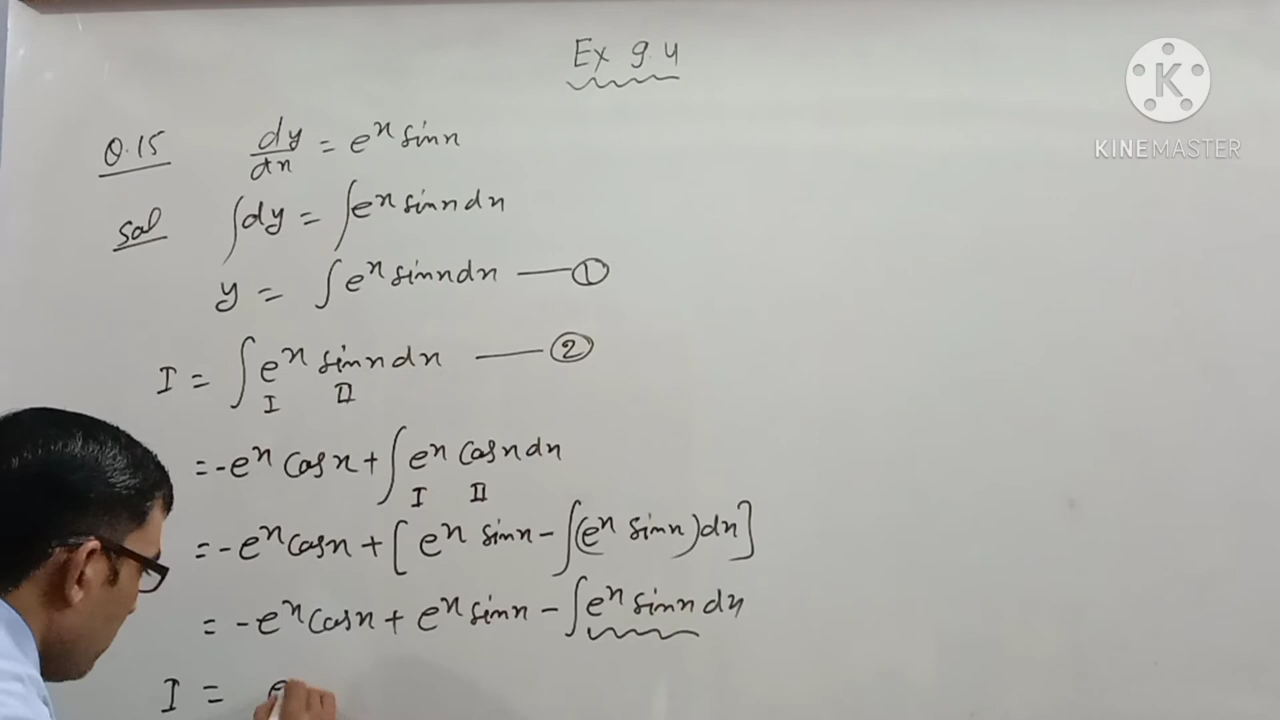 Ex 9.4
K
KINEMASTER
Q.15 dy/dx = e^x sinx
Sol ∫dy = ∫e^x sinx dx
y = ∫ e^x sinx dx —— ①
I = ∫ e^x sinx dx —— ②
I II
= -e^x cosx + ∫ e^x cosx dx
I II
= -e^x cosx + [ e^x sinx - ∫(e^x sinx) dx ]
= -e^x cosx + e^x sinx - ∫ e^x sinx dx
I = e